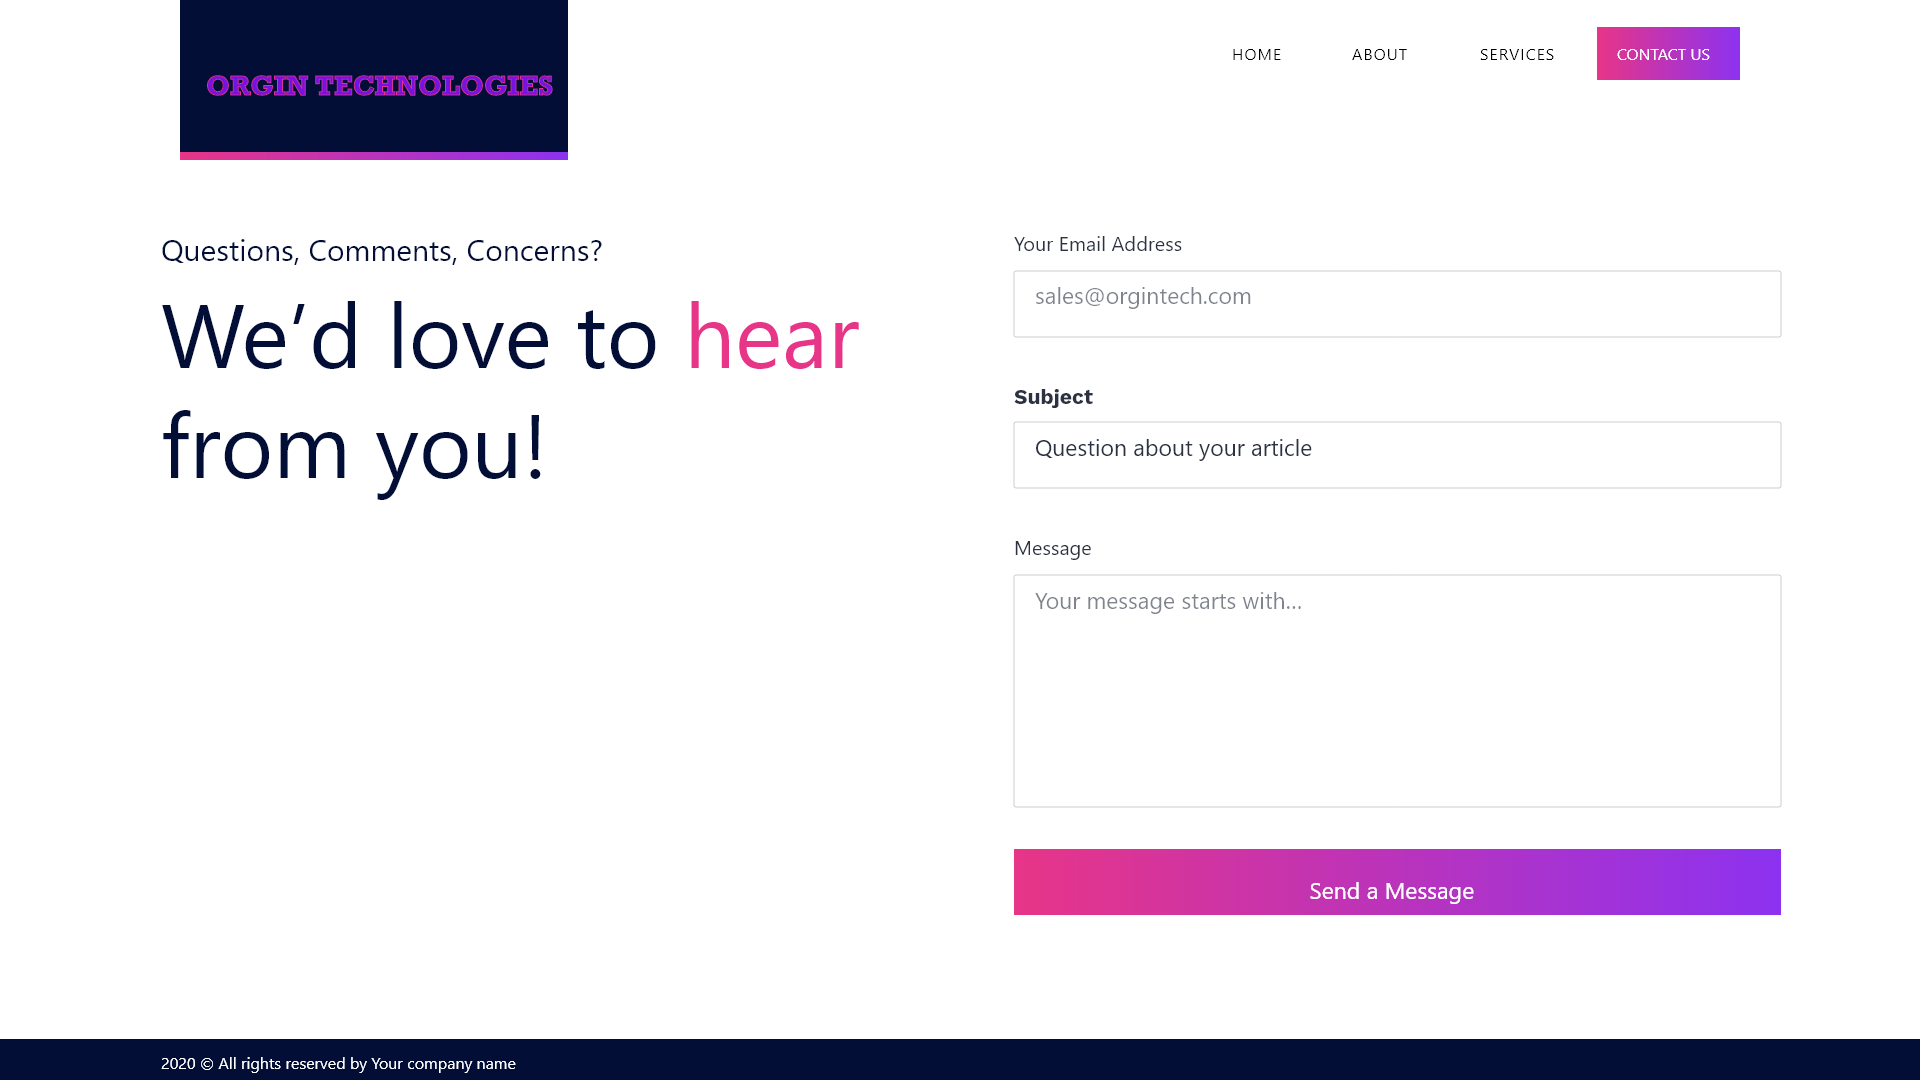 ORGIN TECHNOLOGIES
HOME
ABOUT
SERVICES
CONTACT US
Questions, Comments, Concerns?
We’d love to hear
from you!
Your Email Address
sales@orgintech.com
Subject
Question about your article
Message
Your message starts with…
Send a Message
2020 © All rights reserved by Your company name